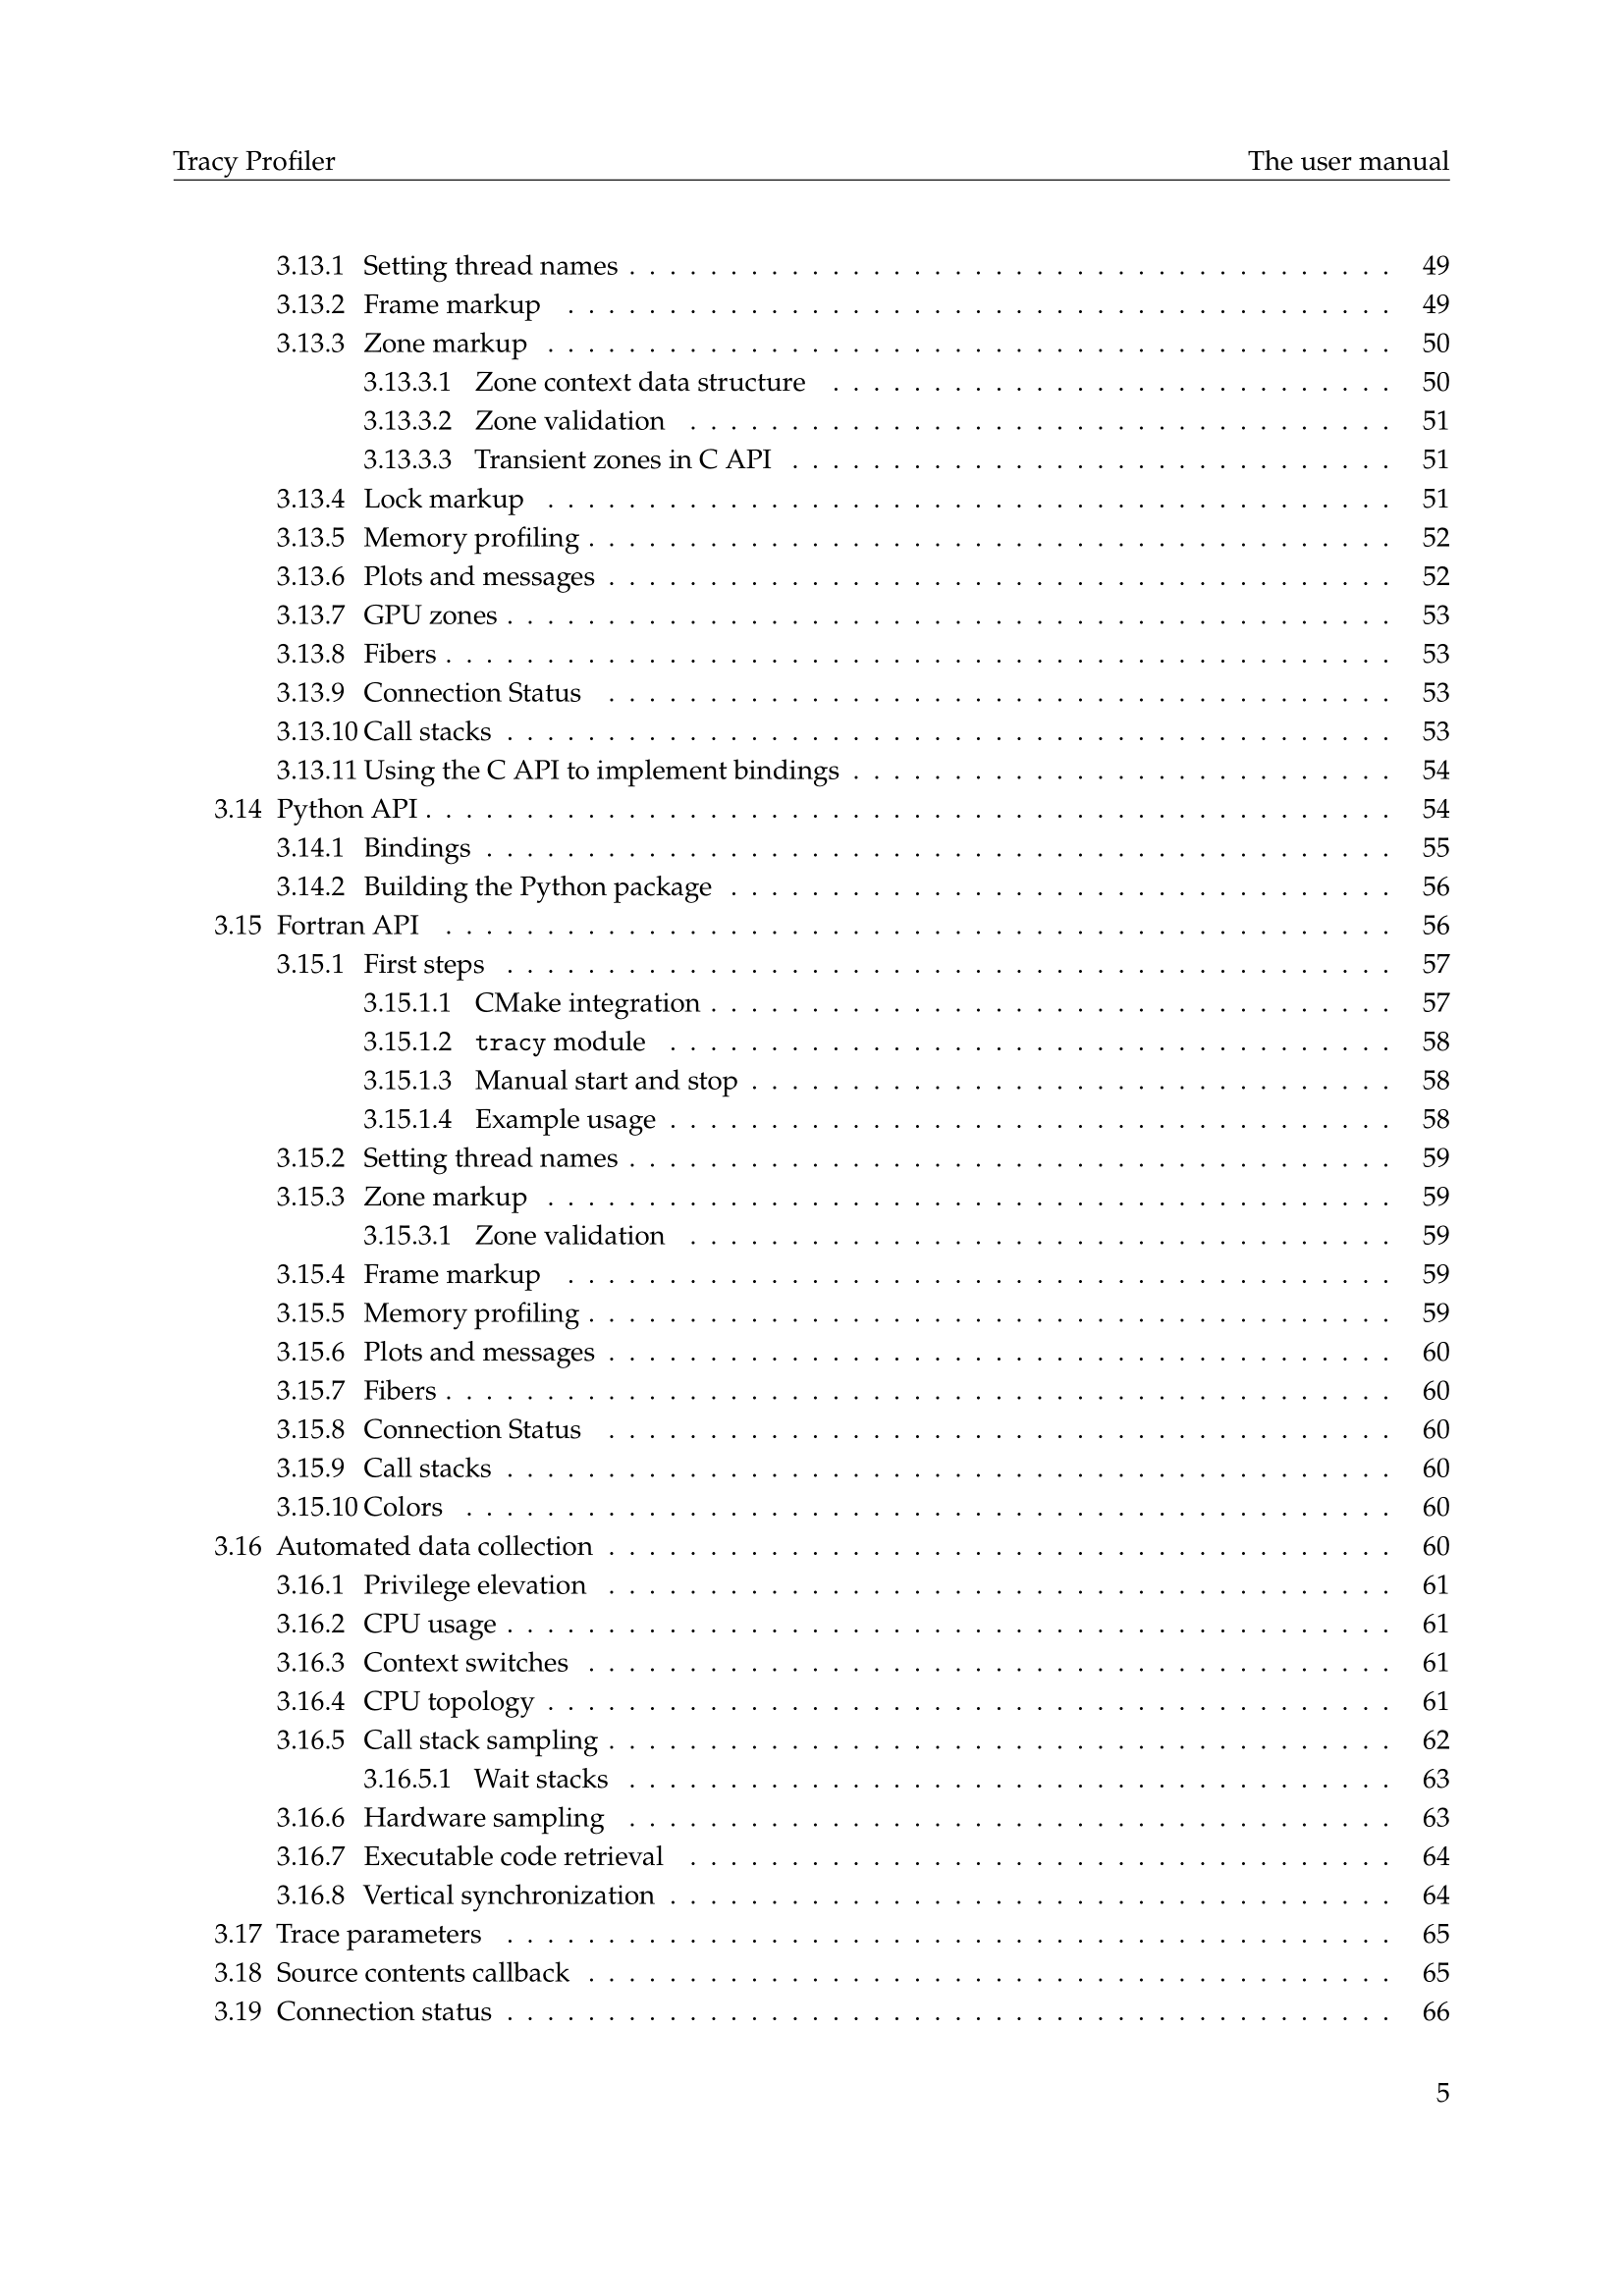 Tracy Profiler The user manual
3.13.1 Setting thread names . . . . . . . . . . . . . . . . . . . . . . . . . . . . . . . . . . . . . . 49
3.13.2 Frame markup . . . . . . . . . . . . . . . . . . . . . . . . . . . . . . . . . . . . . . . . . 49
3.13.3 Zone markup . . . . . . . . . . . . . . . . . . . . . . . . . . . . . . . . . . . . . . . . . . 50
3.13.3.1 Zone context data structure . . . . . . . . . . . . . . . . . . . . . . . . . . . . 50
3.13.3.2 Zone validation . . . . . . . . . . . . . . . . . . . . . . . . . . . . . . . . . . . 51
3.13.3.3 Transient zones in C API . . . . . . . . . . . . . . . . . . . . . . . . . . . . . . 51
3.13.4 Lock markup . . . . . . . . . . . . . . . . . . . . . . . . . . . . . . . . . . . . . . . . . . 51
3.13.5 Memory profiling . . . . . . . . . . . . . . . . . . . . . . . . . . . . . . . . . . . . . . . . 52
3.13.6 Plots and messages . . . . . . . . . . . . . . . . . . . . . . . . . . . . . . . . . . . . . . . 52
3.13.7 GPU zones . . . . . . . . . . . . . . . . . . . . . . . . . . . . . . . . . . . . . . . . . . . . 53
3.13.8 Fibers . . . . . . . . . . . . . . . . . . . . . . . . . . . . . . . . . . . . . . . . . . . . . . . 53
3.13.9 Connection Status . . . . . . . . . . . . . . . . . . . . . . . . . . . . . . . . . . . . . . . 53
3.13.10 Call stacks . . . . . . . . . . . . . . . . . . . . . . . . . . . . . . . . . . . . . . . . . . . . 53
3.13.11 Using the C API to implement bindings . . . . . . . . . . . . . . . . . . . . . . . . . . . 54
3.14 Python API . . . . . . . . . . . . . . . . . . . . . . . . . . . . . . . . . . . . . . . . . . . . . . . . 54
3.14.1 Bindings . . . . . . . . . . . . . . . . . . . . . . . . . . . . . . . . . . . . . . . . . . . . . 55
3.14.2 Building the Python package . . . . . . . . . . . . . . . . . . . . . . . . . . . . . . . . . 56
3.15 Fortran API . . . . . . . . . . . . . . . . . . . . . . . . . . . . . . . . . . . . . . . . . . . . . . . 56
3.15.1 First steps . . . . . . . . . . . . . . . . . . . . . . . . . . . . . . . . . . . . . . . . . . . . 57
3.15.1.1 CMake integration . . . . . . . . . . . . . . . . . . . . . . . . . . . . . . . . . . 57
3.15.1.2 tracy module . . . . . . . . . . . . . . . . . . . . . . . . . . . . . . . . . . . . 58
3.15.1.3 Manual start and stop . . . . . . . . . . . . . . . . . . . . . . . . . . . . . . . . 58
3.15.1.4 Example usage . . . . . . . . . . . . . . . . . . . . . . . . . . . . . . . . . . . . 58
3.15.2 Setting thread names . . . . . . . . . . . . . . . . . . . . . . . . . . . . . . . . . . . . . . 59
3.15.3 Zone markup . . . . . . . . . . . . . . . . . . . . . . . . . . . . . . . . . . . . . . . . . . 59
3.15.3.1 Zone validation . . . . . . . . . . . . . . . . . . . . . . . . . . . . . . . . . . . 59
3.15.4 Frame markup . . . . . . . . . . . . . . . . . . . . . . . . . . . . . . . . . . . . . . . . . 59
3.15.5 Memory profiling . . . . . . . . . . . . . . . . . . . . . . . . . . . . . . . . . . . . . . . . 59
3.15.6 Plots and messages . . . . . . . . . . . . . . . . . . . . . . . . . . . . . . . . . . . . . . . 60
3.15.7 Fibers . . . . . . . . . . . . . . . . . . . . . . . . . . . . . . . . . . . . . . . . . . . . . . . 60
3.15.8 Connection Status . . . . . . . . . . . . . . . . . . . . . . . . . . . . . . . . . . . . . . . 60
3.15.9 Call stacks . . . . . . . . . . . . . . . . . . . . . . . . . . . . . . . . . . . . . . . . . . . . 60
3.15.10 Colors . . . . . . . . . . . . . . . . . . . . . . . . . . . . . . . . . . . . . . . . . . . . . . 60
3.16 Automated data collection . . . . . . . . . . . . . . . . . . . . . . . . . . . . . . . . . . . . . . . 60
3.16.1 Privilege elevation . . . . . . . . . . . . . . . . . . . . . . . . . . . . . . . . . . . . . . . 61
3.16.2 CPU usage . . . . . . . . . . . . . . . . . . . . . . . . . . . . . . . . . . . . . . . . . . . . 61
3.16.3 Context switches . . . . . . . . . . . . . . . . . . . . . . . . . . . . . . . . . . . . . . . . 61
3.16.4 CPU topology . . . . . . . . . . . . . . . . . . . . . . . . . . . . . . . . . . . . . . . . . . 61
3.16.5 Call stack sampling . . . . . . . . . . . . . . . . . . . . . . . . . . . . . . . . . . . . . . . 62
3.16.5.1 Wait stacks . . . . . . . . . . . . . . . . . . . . . . . . . . . . . . . . . . . . . . 63
3.16.6 Hardware sampling . . . . . . . . . . . . . . . . . . . . . . . . . . . . . . . . . . . . . . 63
3.16.7 Executable code retrieval . . . . . . . . . . . . . . . . . . . . . . . . . . . . . . . . . . . 64
3.16.8 Vertical synchronization . . . . . . . . . . . . . . . . . . . . . . . . . . . . . . . . . . . . 64
3.17 Trace parameters . . . . . . . . . . . . . . . . . . . . . . . . . . . . . . . . . . . . . . . . . . . . 65
3.18 Source contents callback . . . . . . . . . . . . . . . . . . . . . . . . . . . . . . . . . . . . . . . . 65
3.19 Connection status . . . . . . . . . . . . . . . . . . . . . . . . . . . . . . . . . . . . . . . . . . . . 66
5